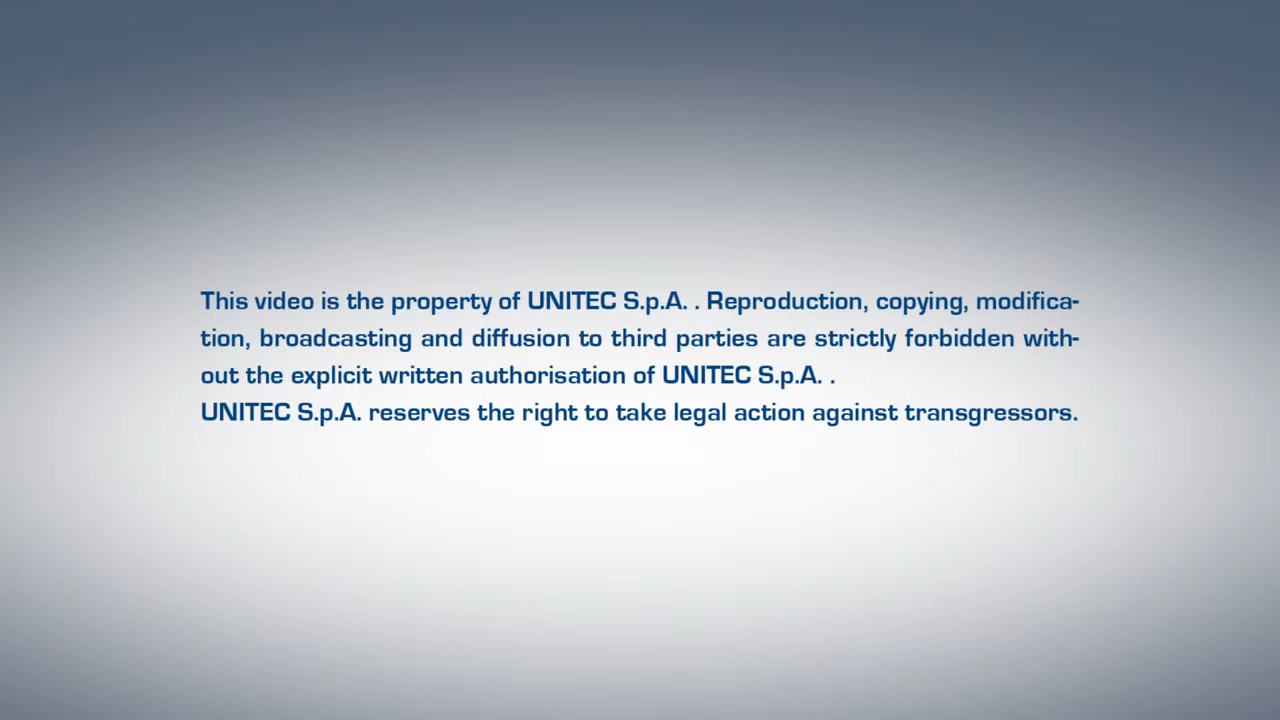 This video is the property of UNITEC S.p.A. . Reproduction, copying, modifica-
tion, broadcasting and diffusion to third parties are strictly forbidden with-
out the explicit written authorisation of UNITEC S.p.A. .
UNITEC S.p.A. reserves the right to take legal action against transgressors.